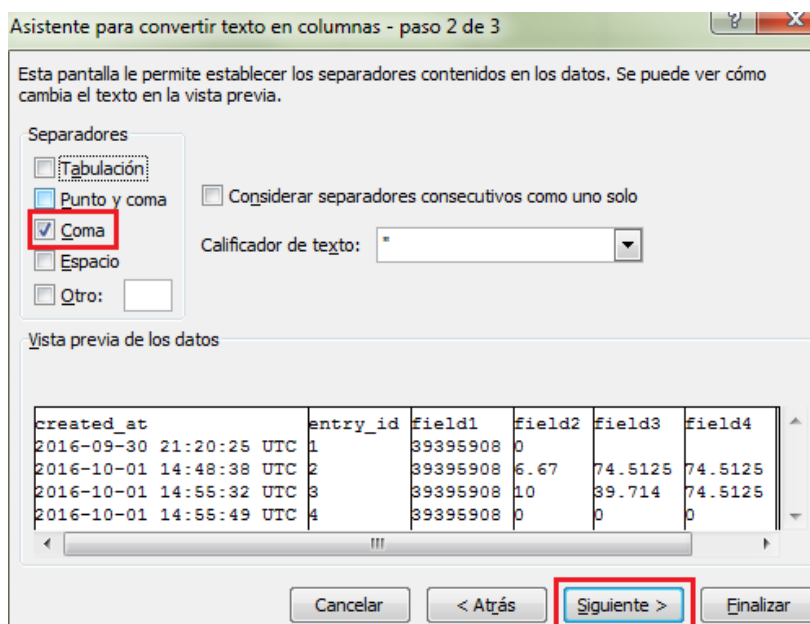 Asistente para convertir texto en columnas - paso 2 de 3
Esta pantalla le permite establecer los separadores contenidos en los datos. Se puede ver cómo
cambia el texto en la vista previa.
Separadores
Tabulación
Punto y coma
Coma
Espacio
Otro:
Considerar separadores consecutivos como uno solo
Calificador de texto: "
Vista previa de los datos
created_at entry_id field1 field2 field3 field4
2016-09-30 21:20:25 UTC 1 39395908 0
2016-10-01 14:48:38 UTC 2 39395908 6.67 74.5125 74.5125
2016-10-01 14:55:32 UTC 3 39395908 10 39.714 74.5125
2016-10-01 14:55:49 UTC 4 39395908 0 0 0
Cancelar < Atrás Siguiente > Finalizar